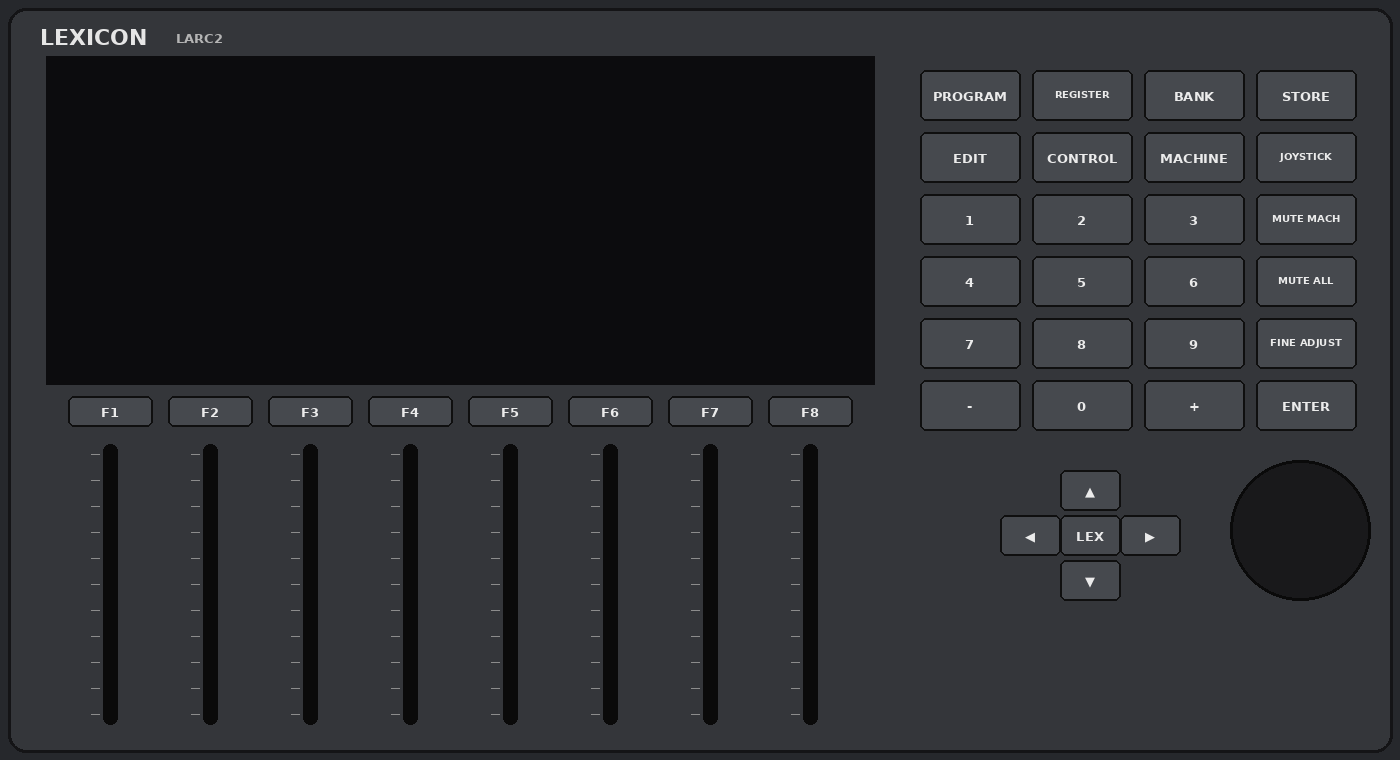 LEXICON LARC2
PROGRAM REGISTER BANK STORE
EDIT CONTROL MACHINE JOYSTICK
1 2 3 MUTE MACH
4 5 6 MUTE ALL
7 8 9 FINE ADJUST
- 0 + ENTER
F1 F2 F3 F4 F5 F6 F7 F8
▲
◀ LEX ▶
▼